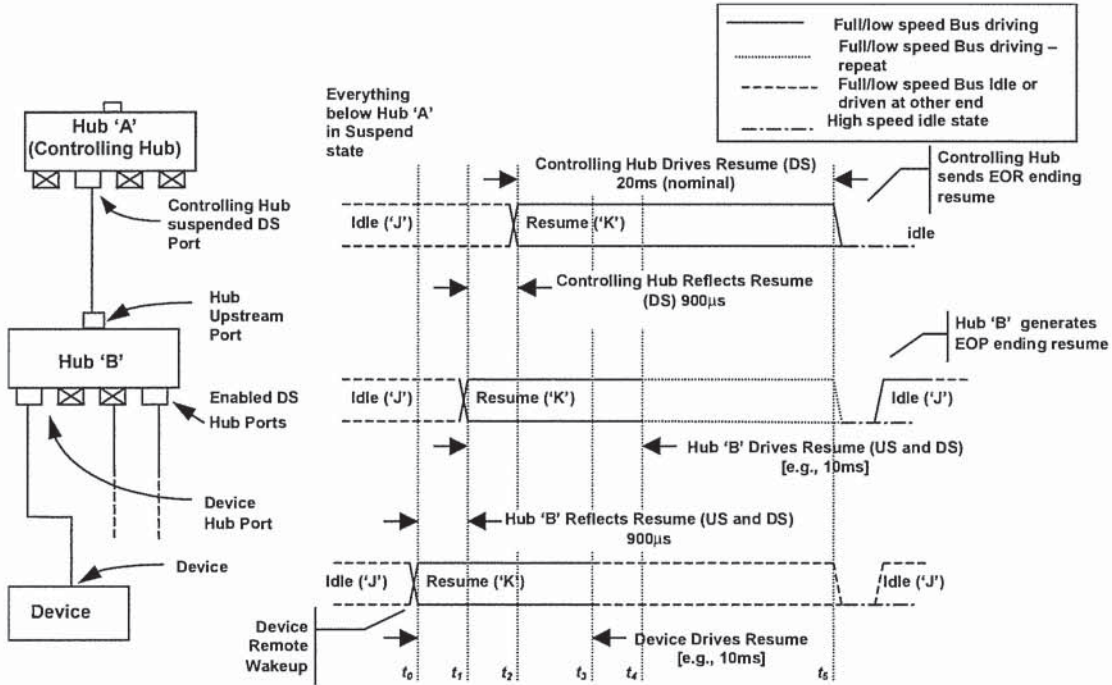 Full/low speed Bus driving
Full/low speed Bus driving –
repeat
Full/low speed Bus Idle or
driven at other end
High speed idle state
Hub 'A'
(Controlling Hub)
Controlling Hub
suspended DS
Port
Hub
Upstream
Port
Hub 'B'
Enabled DS
Hub Ports
Device
Hub Port
Device
Device
Everything
below Hub 'A'
in Suspend
state
Controlling Hub Drives Resume (DS)
20ms (nominal)
Controlling Hub
sends EOR ending
resume
Idle ('J')
Resume ('K')
idle
Controlling Hub Reflects Resume
(DS) 900µs
Hub 'B' generates
EOP ending resume
Idle ('J')
Resume ('K')
Idle ('J')
Hub 'B' Drives Resume (US and DS)
[e.g., 10ms]
Hub 'B' Reflects Resume (US and DS)
900µs
Idle ('J')
Resume ('K')
Idle ('J')
Device
Remote
Wakeup
Device Drives Resume
[e.g., 10ms]
t0 t1 t2 t3 t4 t5